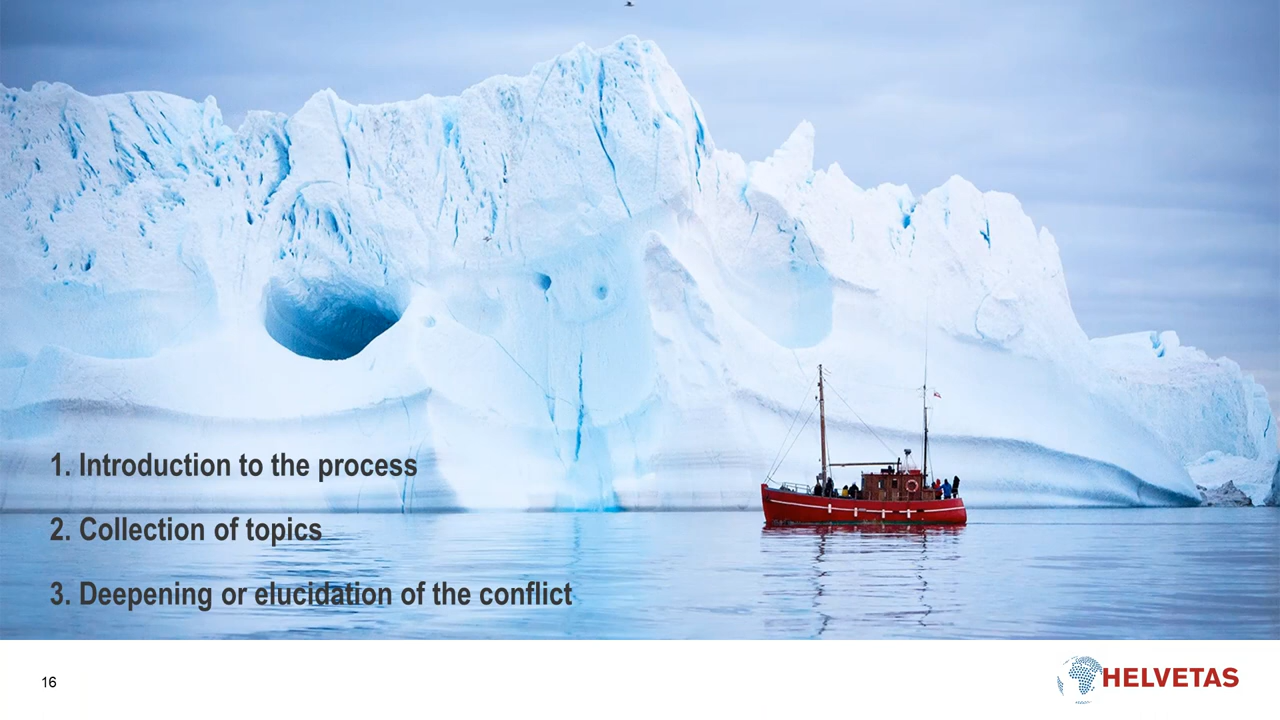 1. Introduction to the process
2. Collection of topics
3. Deepening or elucidation of the conflict
16
HELVETAS